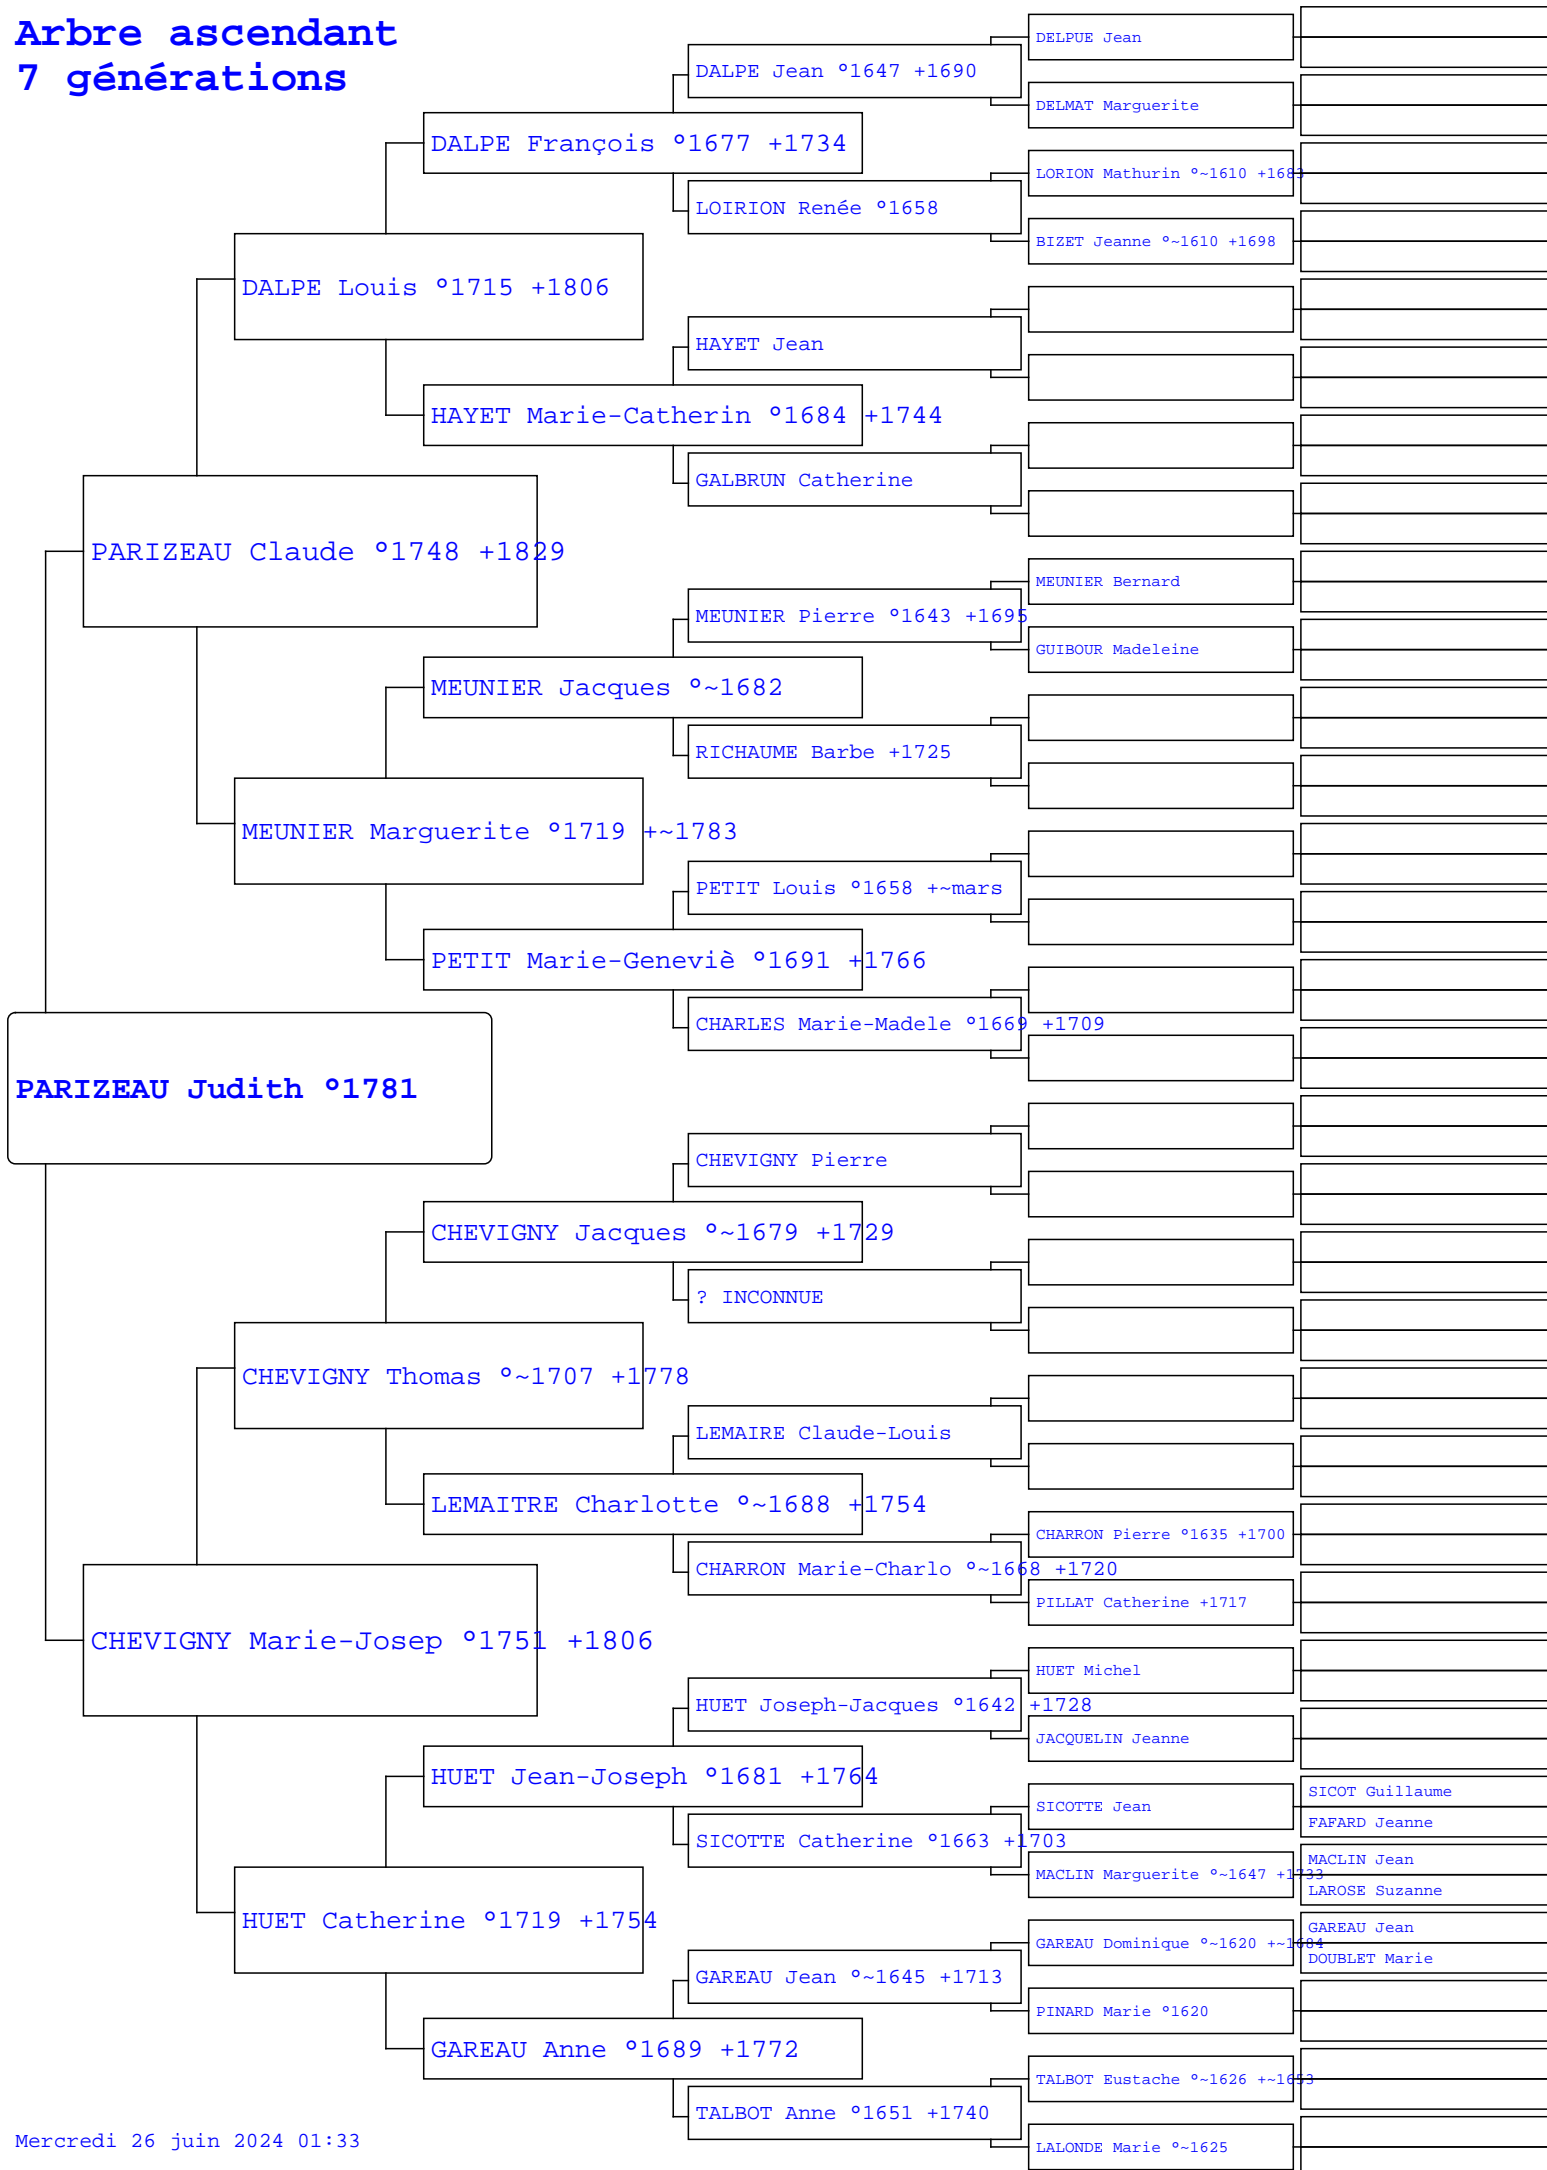 Arbre ascendant
7 générations
DELPUE Jean
DALPE Jean °1647 +1690
DELMAT Marguerite
DALPE François °1677 +1734
LORION Mathurin °~1610 +1683
LOIRION Renée °1658
BIZET Jeanne °~1610 +1698
DALPE Louis °1715 +1806
HAYET Jean
HAYET Marie-Catherin °1684 +1744
GALBRUN Catherine
PARIZEAU Claude °1748 +1829
MEUNIER Bernard
MEUNIER Pierre °1643 +1695
GUIBOUR Madeleine
MEUNIER Jacques °~1682
RICHAUME Barbe +1725
MEUNIER Marguerite °1719 +~1783
PETIT Louis °1658 +~mars
PETIT Marie-Geneviè °1691 +1766
CHARLES Marie-Madele °1669 +1709
PARIZEAU Judith °1781
CHEVIGNY Pierre
CHEVIGNY Jacques °~1679 +1729
? INCONNUE
CHEVIGNY Thomas °~1707 +1778
LEMAIRE Claude-Louis
LEMAITRE Charlotte °~1688 +1754
CHARRON Pierre °1635 +1700
CHARRON Marie-Charlo °~1668 +1720
PILLAT Catherine +1717
CHEVIGNY Marie-Josep °1751 +1806
HUET Michel
HUET Joseph-Jacques °1642 +1728
JACQUELIN Jeanne
HUET Jean-Joseph °1681 +1764
SICOT Guillaume
SICOTTE Jean
FAFARD Jeanne
SICOTTE Catherine °1663 +1703
MACLIN Jean
MACLIN Marguerite °~1647 +1733
LAROSE Suzanne
HUET Catherine °1719 +1754
GAREAU Jean
GAREAU Dominique °~1620 +~1684
DOUBLET Marie
GAREAU Jean °~1645 +1713
PINARD Marie °1620
GAREAU Anne °1689 +1772
TALBOT Eustache °~1626 +~1653
TALBOT Anne °1651 +1740
LALONDE Marie °~1625
Mercredi 26 juin 2024 01:33